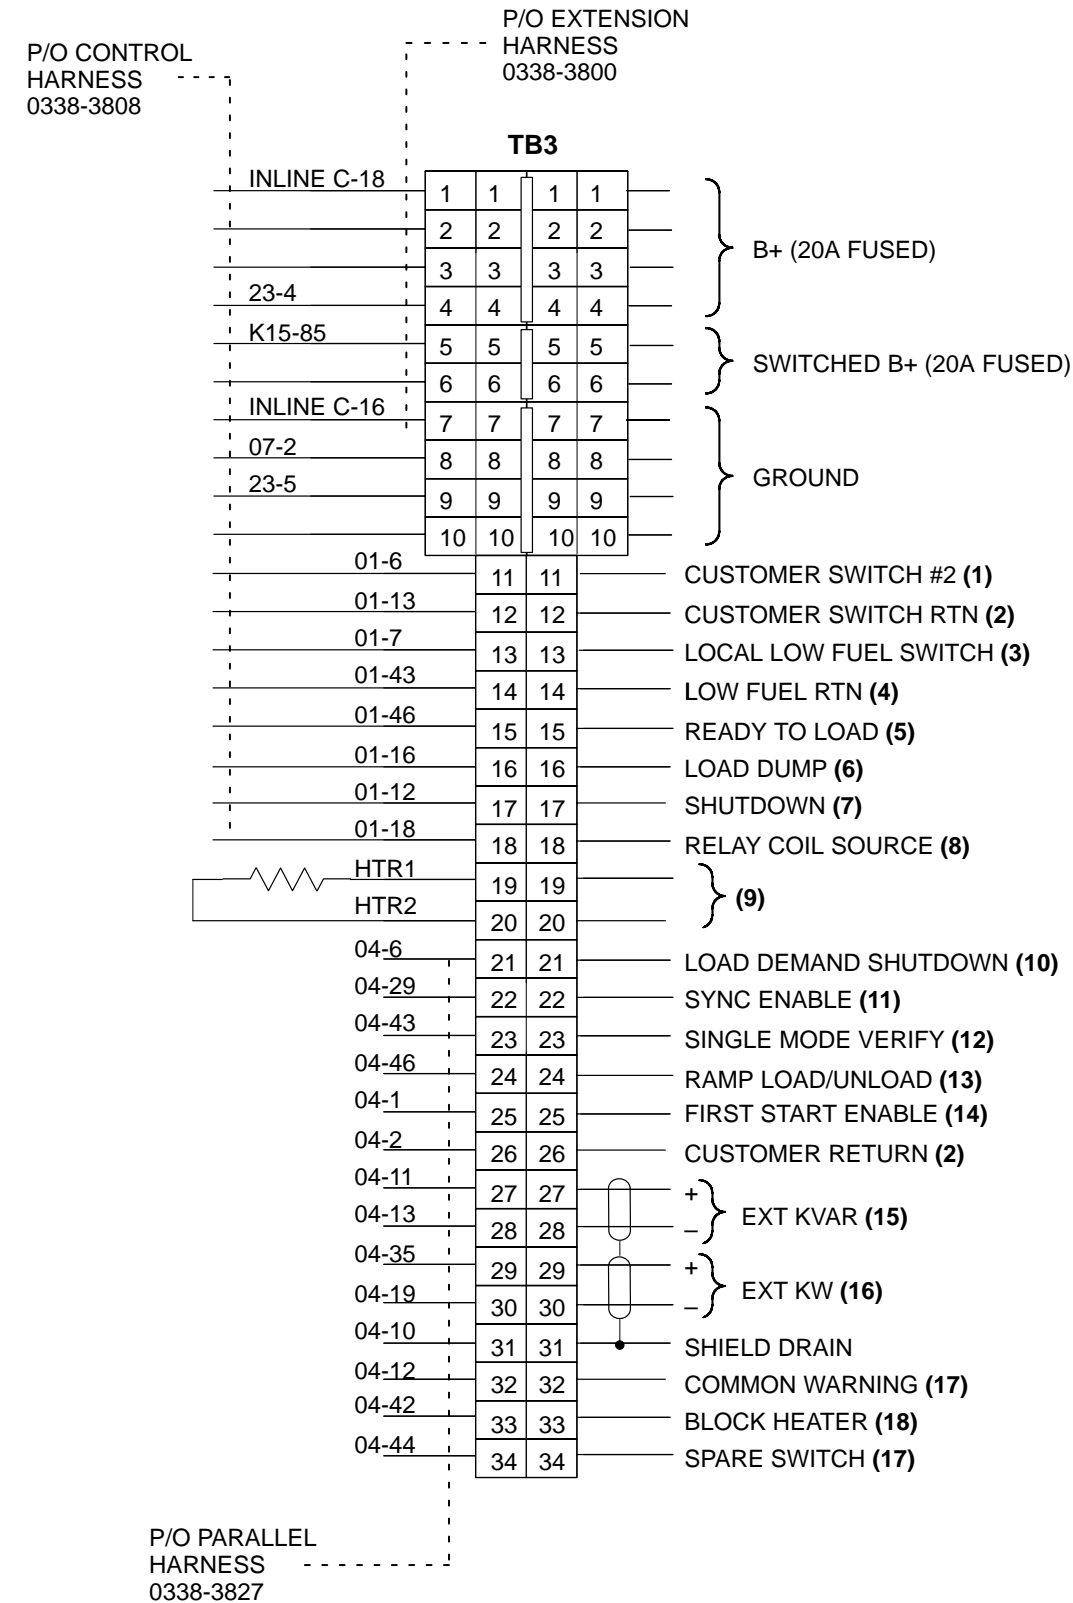 P/O EXTENSION
HARNESS
0338-3800
P/O CONTROL
HARNESS
0338-3808
TB3
INLINE C-18 1 1 1 1
2 2 2 2
3 3 3 3
23-4 4 4 4 4
B+ (20A FUSED)
K15-85 5 5 5 5
6 6 6 6
SWITCHED B+ (20A FUSED)
INLINE C-16 7 7 7 7
07-2 8 8 8 8
23-5 9 9 9 9
10 10 10 10
GROUND
01-6 11 11 CUSTOMER SWITCH #2 (1)
01-13 12 12 CUSTOMER SWITCH RTN (2)
01-7 13 13 LOCAL LOW FUEL SWITCH (3)
01-43 14 14 LOW FUEL RTN (4)
01-46 15 15 READY TO LOAD (5)
01-16 16 16 LOAD DUMP (6)
01-12 17 17 SHUTDOWN (7)
01-18 18 18 RELAY COIL SOURCE (8)
HTR1 19 19
HTR2 20 20
(9)
04-6 21 21 LOAD DEMAND SHUTDOWN (10)
04-29 22 22 SYNC ENABLE (11)
04-43 23 23 SINGLE MODE VERIFY (12)
04-46 24 24 RAMP LOAD/UNLOAD (13)
04-1 25 25 FIRST START ENABLE (14)
04-2 26 26 CUSTOMER RETURN (2)
04-11 27 27 +
04-13 28 28 –
EXT KVAR (15)
04-35 29 29 +
04-19 30 30 –
EXT KW (16)
04-10 31 31 SHIELD DRAIN
04-12 32 32 COMMON WARNING (17)
04-42 33 33 BLOCK HEATER (18)
04-44 34 34 SPARE SWITCH (17)
P/O PARALLEL
HARNESS
0338-3827